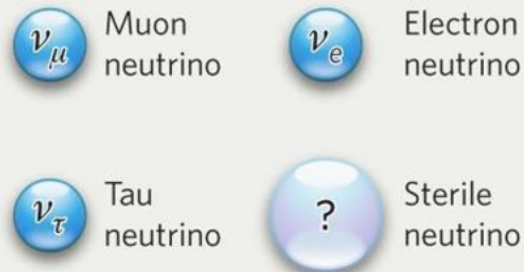 νμ Muon neutrino
νe Electron neutrino
ντ Tau neutrino
? Sterile neutrino